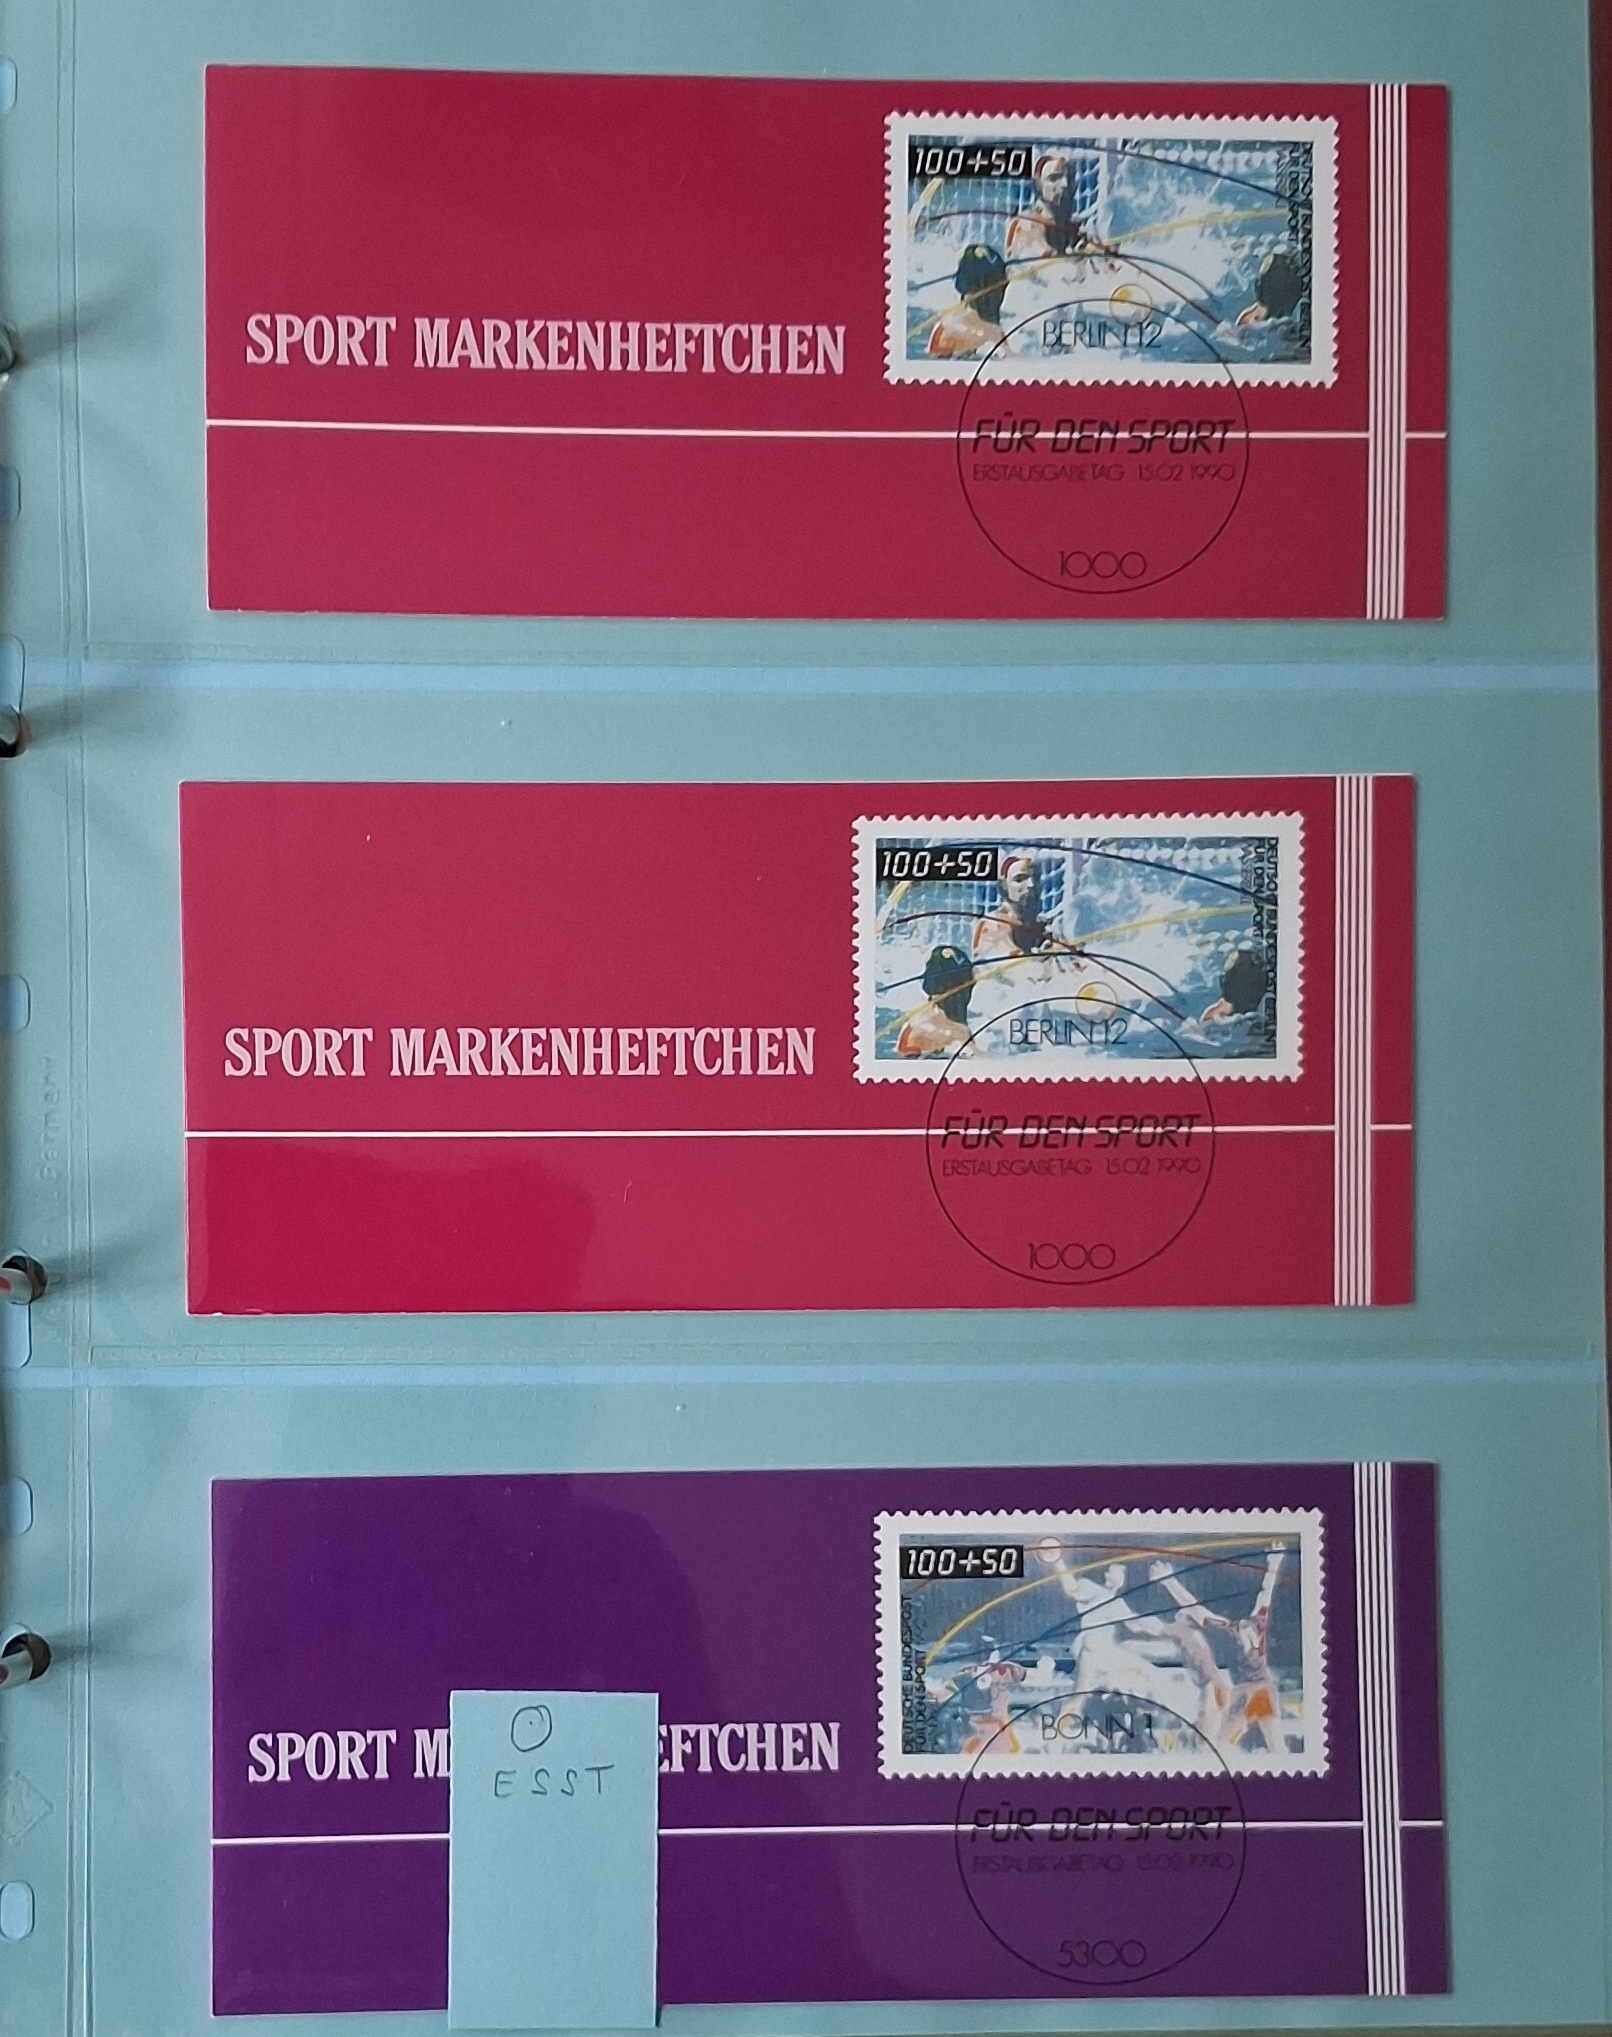 100+50
DEUTSCHE BUNDESPOST BERLIN
FÜR DEN SPORT
SPORT MARKENHEFTCHEN
BERLIN 12
FÜR DEN SPORT
ERSTAUSGABETAG 15.02.1990
1000
100+50
DEUTSCHE BUNDESPOST BERLIN
FÜR DEN SPORT
SPORT MARKENHEFTCHEN
BERLIN 12
FÜR DEN SPORT
ERSTAUSGABETAG 15.02.1990
1000
100+50
DEUTSCHE BUNDESPOST
FÜR DEN SPORT
SPORT M
EFTCHEN
ESST
BONN 1
FÜR DEN SPORT
ERSTAUSGABETAG 15.02.1990
5300